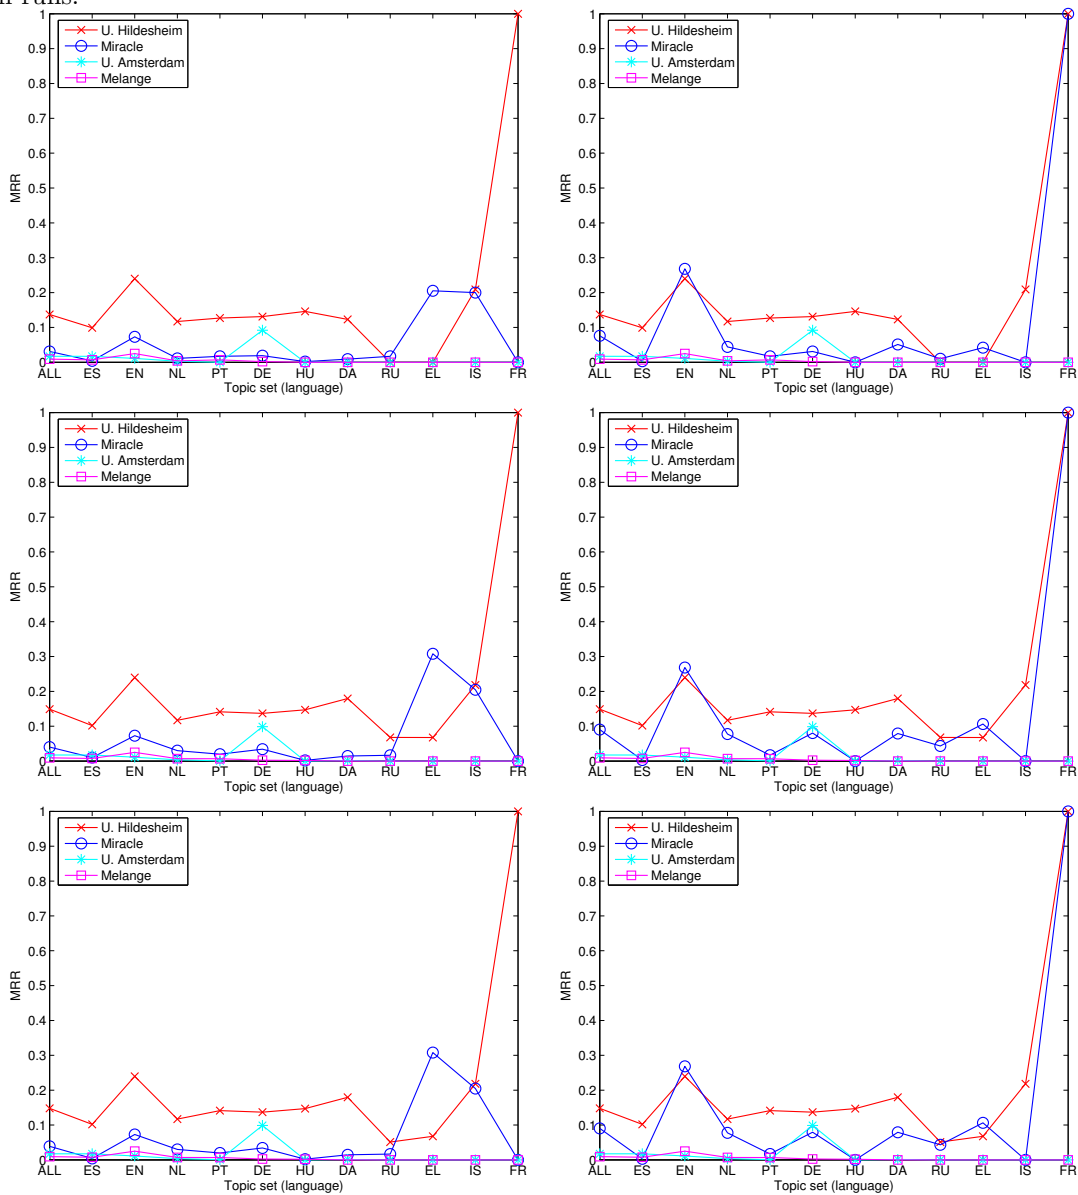 1
0.9
0.8
0.7
0.6
0.5
0.4
0.3
0.2
0.1
0
MRR
U. Hildesheim
Miracle
U. Amsterdam
Melange
ALL ES EN NL PT DE HU DA RU EL IS FR
Topic set (language)
1
0.9
0.8
0.7
0.6
0.5
0.4
0.3
0.2
0.1
0
MRR
U. Hildesheim
Miracle
U. Amsterdam
Melange
ALL ES EN NL PT DE HU DA RU EL IS FR
Topic set (language)
1
0.9
0.8
0.7
0.6
0.5
0.4
0.3
0.2
0.1
0
MRR
U. Hildesheim
Miracle
U. Amsterdam
Melange
ALL ES EN NL PT DE HU DA RU EL IS FR
Topic set (language)
1
0.9
0.8
0.7
0.6
0.5
0.4
0.3
0.2
0.1
0
MRR
U. Hildesheim
Miracle
U. Amsterdam
Melange
ALL ES EN NL PT DE HU DA RU EL IS FR
Topic set (language)
1
0.9
0.8
0.7
0.6
0.5
0.4
0.3
0.2
0.1
0
MRR
U. Hildesheim
Miracle
U. Amsterdam
Melange
ALL ES EN NL PT DE HU DA RU EL IS FR
Topic set (language)
1
0.9
0.8
0.7
0.6
0.5
0.4
0.3
0.2
0.1
0
MRR
U. Hildesheim
Miracle
U. Amsterdam
Melange
ALL ES EN NL PT DE HU DA RU EL IS FR
Topic set (language)